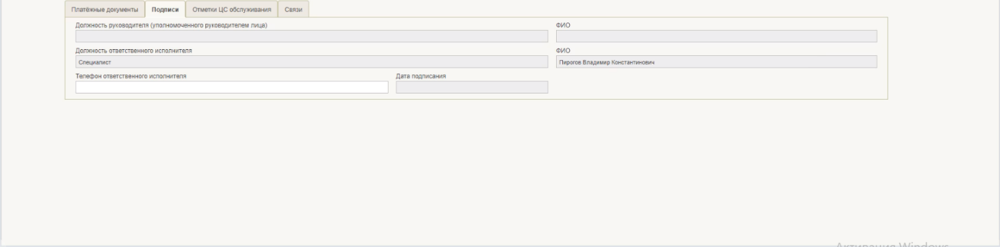 Платёжные документы Подписи Отметки ЦС обслуживания Связи
Должность руководителя (уполномоченного руководителем лица) ФИО
Должность ответственного исполнителя ФИО
Специалист Пирогов Владимир Константинович
Телефон ответственного исполнителя Дата подписания
Активация Windows